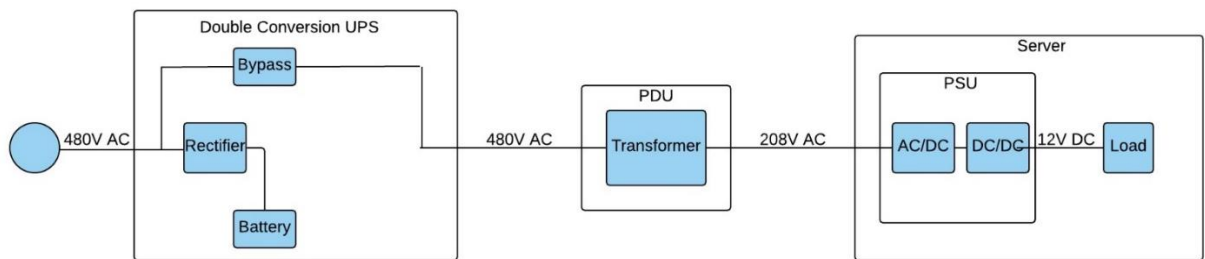 Double Conversion UPS
Bypass
480V AC
Rectifier
Battery
480V AC
PDU
Transformer
208V AC
Server
PSU
AC/DC
DC/DC
12V DC
Load